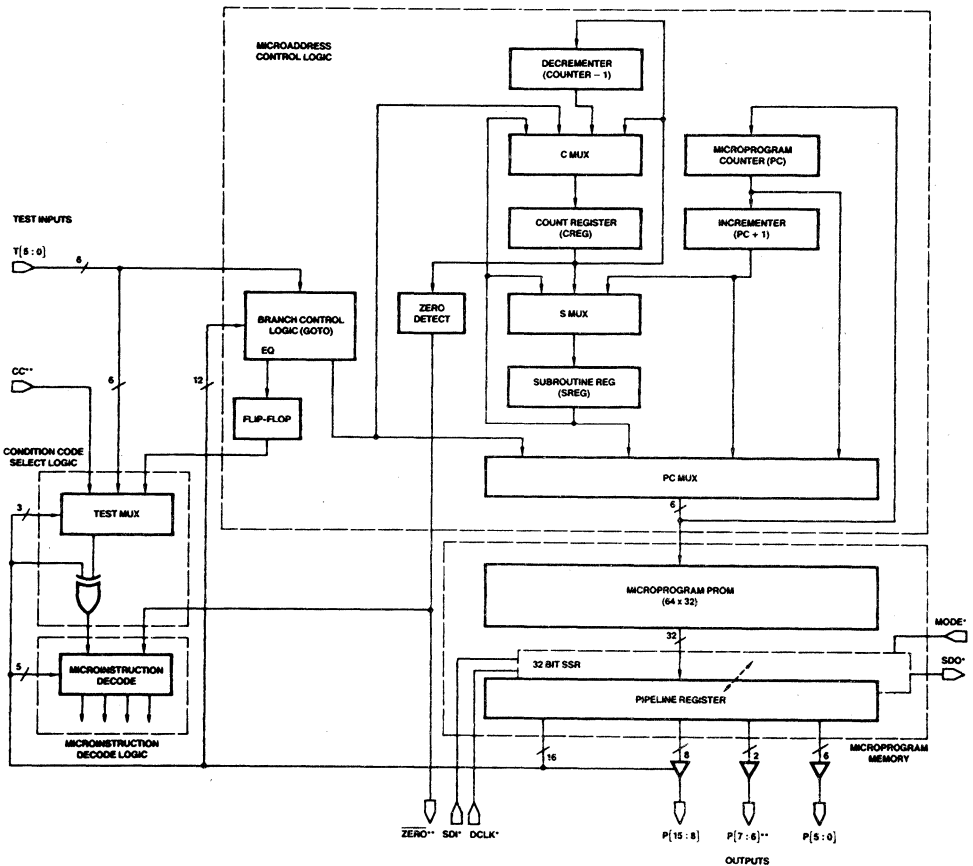 MICROADDRESS
CONTROL LOGIC
DECREMENTER
(COUNTER – 1)
C MUX
MICROPROGRAM
COUNTER (PC)
COUNT REGISTER
(CREG)
INCREMENTER
(PC + 1)
TEST INPUTS
T[5 : 0]
6
BRANCH CONTROL
LOGIC (GOTO)
EQ
ZERO
DETECT
S MUX
CC**
6
12
SUBROUTINE REG
(SREG)
FLIP-FLOP
CONDITION CODE
SELECT LOGIC
PC MUX
3
TEST MUX
6
MICROPROGRAM PROM
(64 x 32)
MODE*
32
32 BIT SSR
SDO*
5
MICROINSTRUCTION
DECODE
PIPELINE REGISTER
MICROINSTRUCTION
DECODE LOGIC
MICROPROGRAM
MEMORY
16
8
2
6
ZERO** SDI* DCLK*
P[15 : 8]
P[7 : 6]**
P[5 : 0]
OUTPUTS